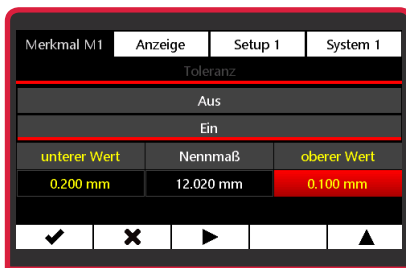 Merkmal M1 Anzeige Setup 1 System 1
Toleranz
Aus
Ein
unterer Wert Nennmaß oberer Wert
0.200 mm 12.020 mm 0.100 mm